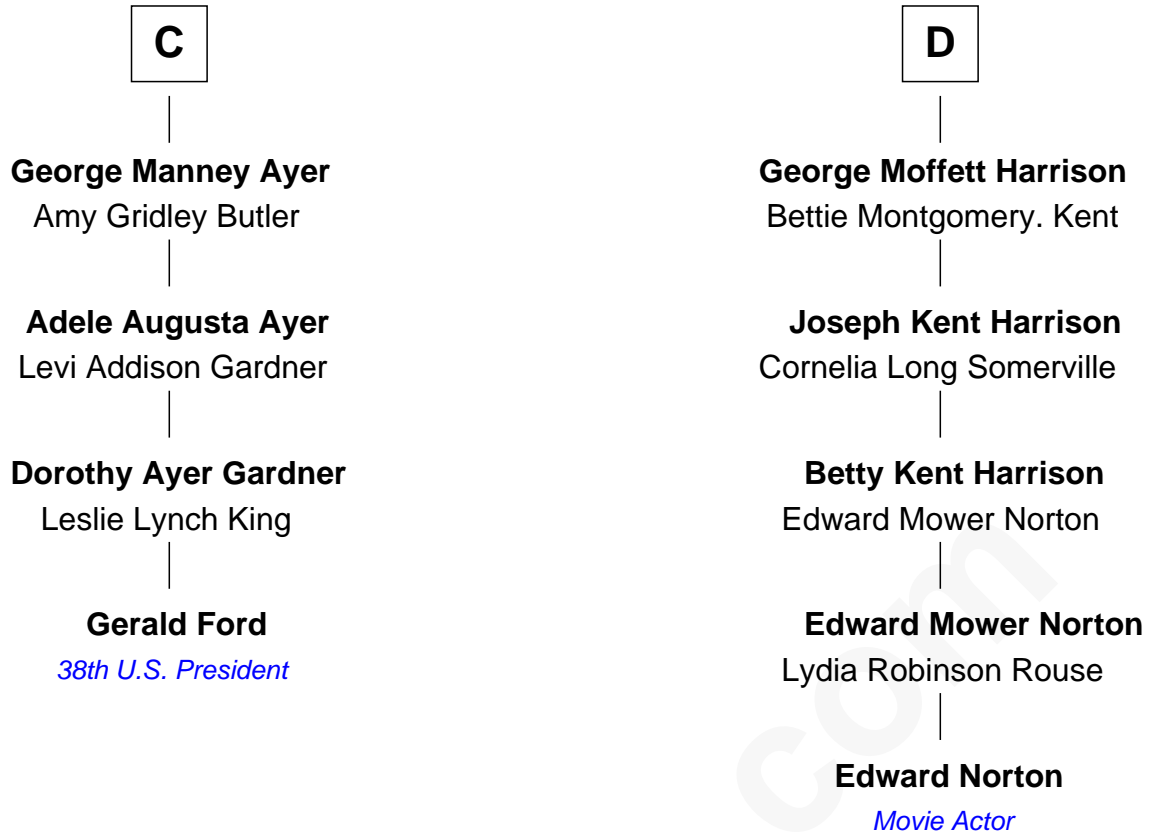 C
George Manney Ayer
Amy Gridley Butler
Adele Augusta Ayer
Levi Addison Gardner
Dorothy Ayer Gardner
Leslie Lynch King
Gerald Ford
38th U.S. President
D
George Moffett Harrison
Bettie Montgomery. Kent
Joseph Kent Harrison
Cornelia Long Somerville
Betty Kent Harrison
Edward Mower Norton
Edward Mower Norton
Lydia Robinson Rouse
Edward Norton
Movie Actor
com